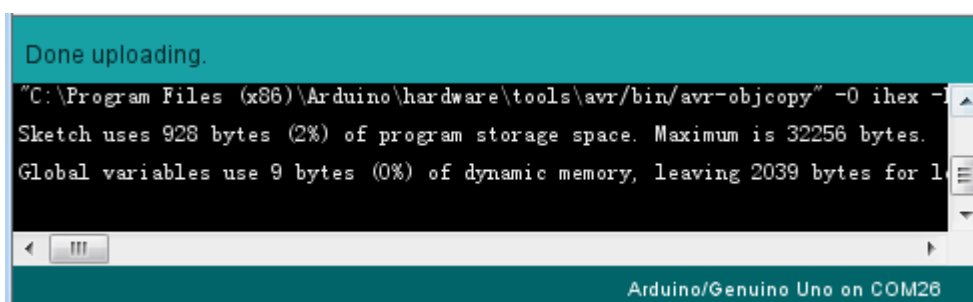 Done uploading.
"C:\Program Files (x86)\Arduino\hardware\tools\avr/bin/avr-objcopy" -O ihex
Sketch uses 928 bytes (2%) of program storage space. Maximum is 32256 bytes.
Global variables use 9 bytes (0%) of dynamic memory, leaving 2039 bytes for
Arduino/Genuino Uno on COM26